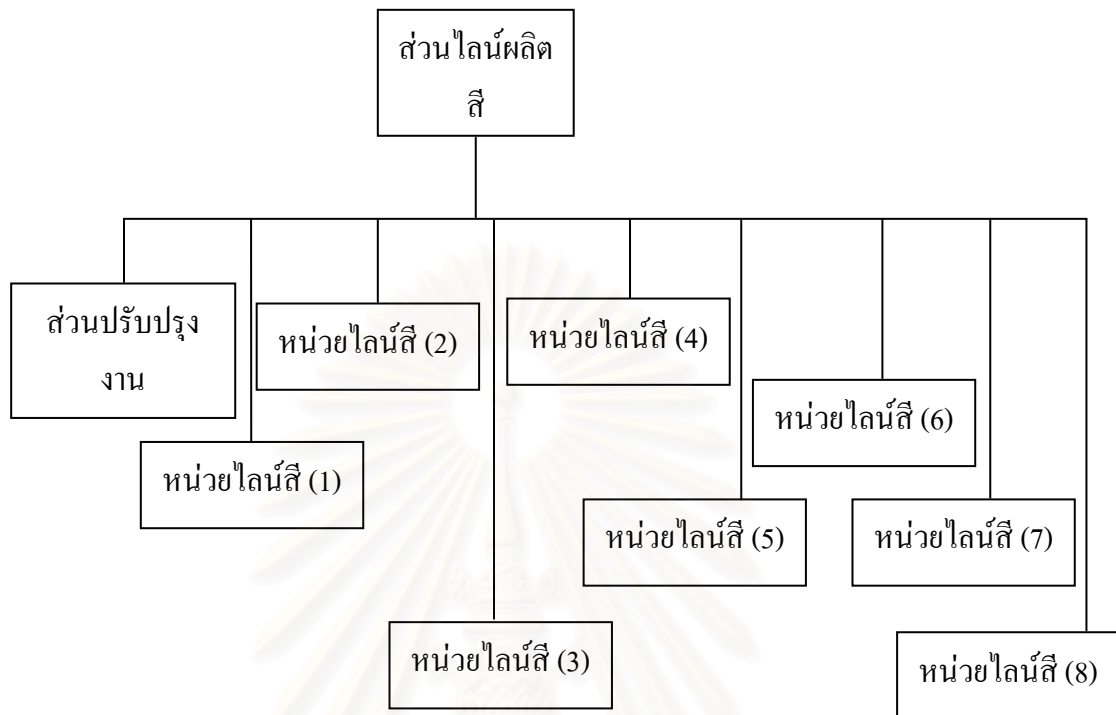 ส่วนไลน์ผลิต
สี
ส่วนปรับปรุง
งาน
หน่วยไลน์สี (1)
หน่วยไลน์สี (2)
หน่วยไลน์สี (3)
หน่วยไลน์สี (4)
หน่วยไลน์สี (5)
หน่วยไลน์สี (6)
หน่วยไลน์สี (7)
หน่วยไลน์สี (8)